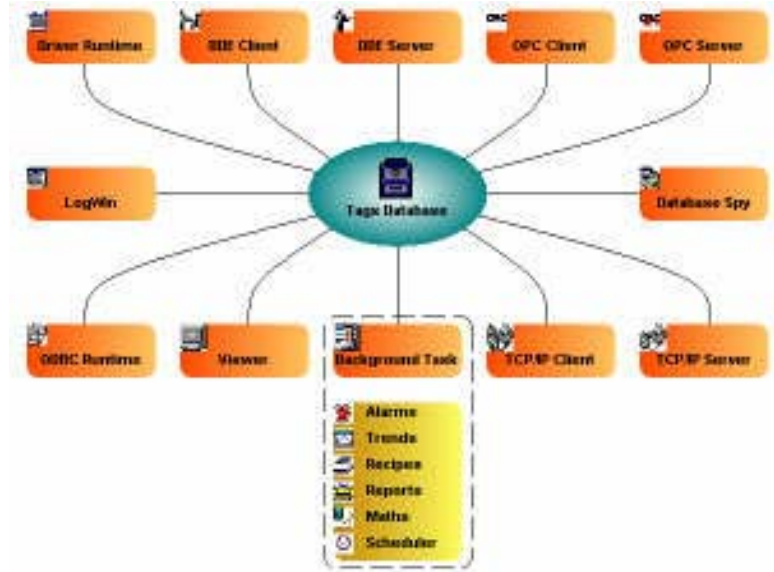 Driver Runtime
DDE Client
DDE Server
OPC Client
OPC Server
LogWin
Tags Database
Database Spy
ODBC Runtime
Viewer
Background Task
TCP/IP Client
TCP/IP Server
Alarms
Trends
Recipes
Reports
Maths
Scheduler